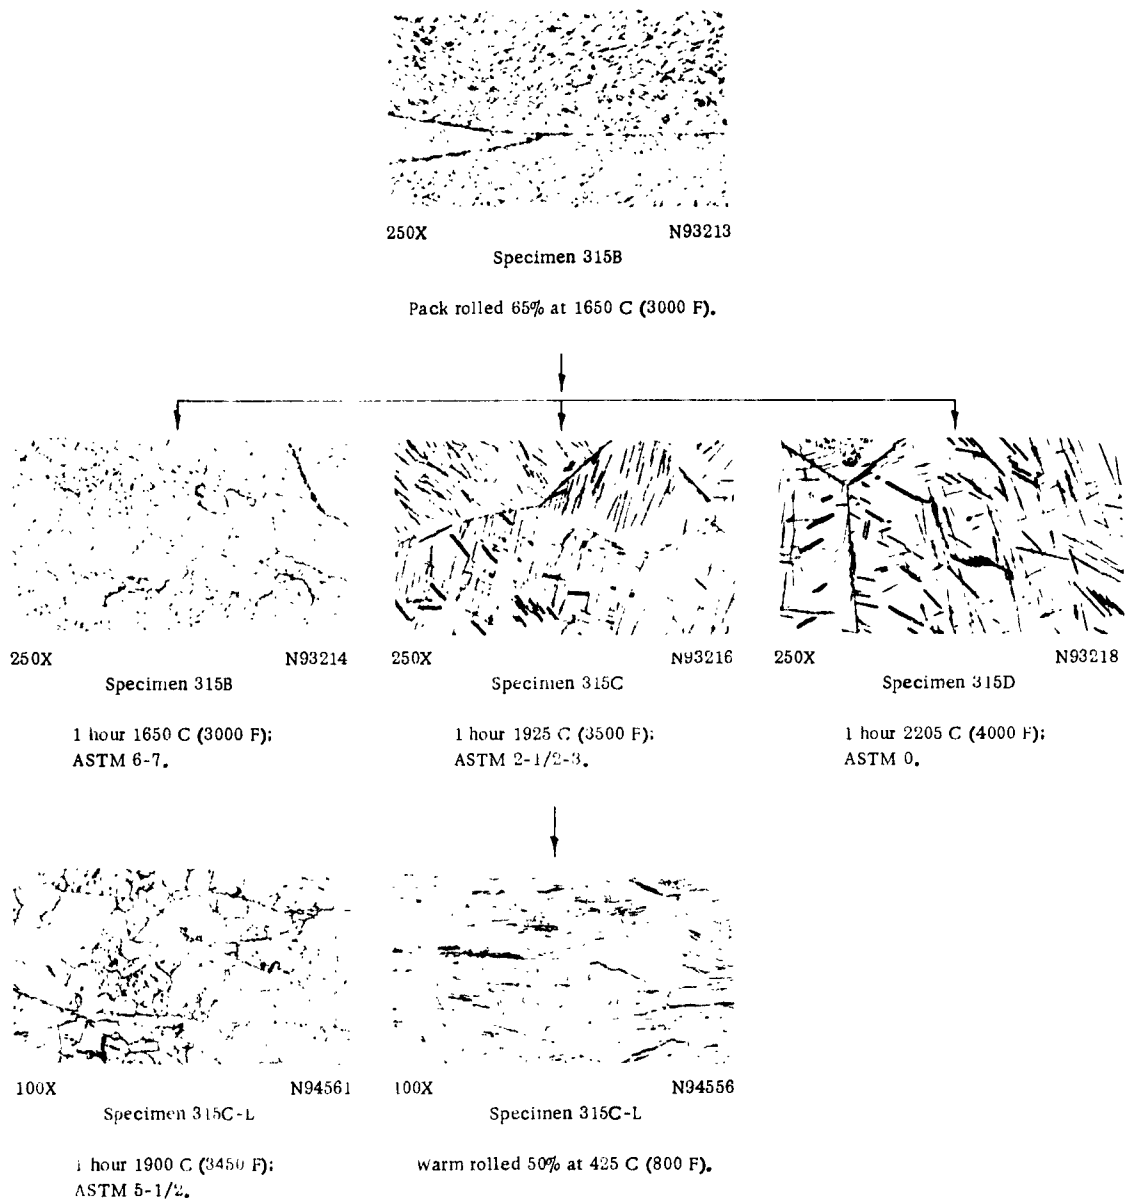 250X N93213
Specimen 315B
Pack rolled 65% at 1650 C (3000 F).
250X N93214
Specimen 315B
1 hour 1650 C (3000 F);
ASTM 6-7.
250X N93216
Specimen 315C
1 hour 1925 C (3500 F);
ASTM 2-1/2-3.
250X N93218
Specimen 315D
1 hour 2205 C (4000 F);
ASTM 0.
100X N94561
Specimen 315C-L
1 hour 1900 C (3450 F);
ASTM 5-1/2.
100X N94556
Specimen 315C-L
Warm rolled 50% at 425 C (800 F).